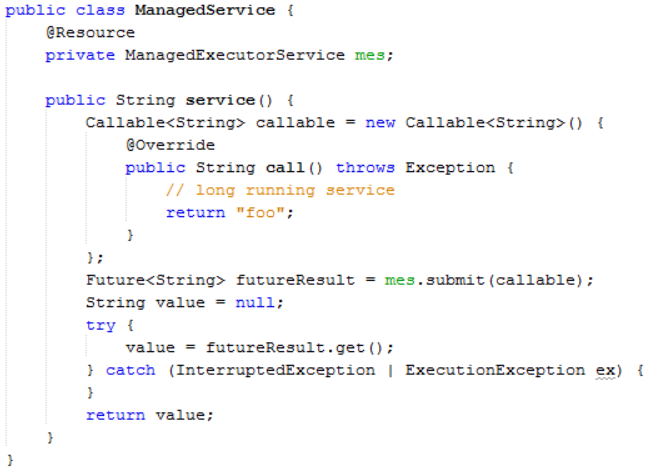 public class ManagedService {
    @Resource
    private ManagedExecutorService mes;

    public String service() {
        Callable<String> callable = new Callable<String>() {
            @Override
            public String call() throws Exception {
                // long running service
                return "foo";
            }
        };
        Future<String> futureResult = mes.submit(callable);
        String value = null;
        try {
            value = futureResult.get();
        } catch (InterruptedException | ExecutionException ex) {
        }
        return value;
    }
}